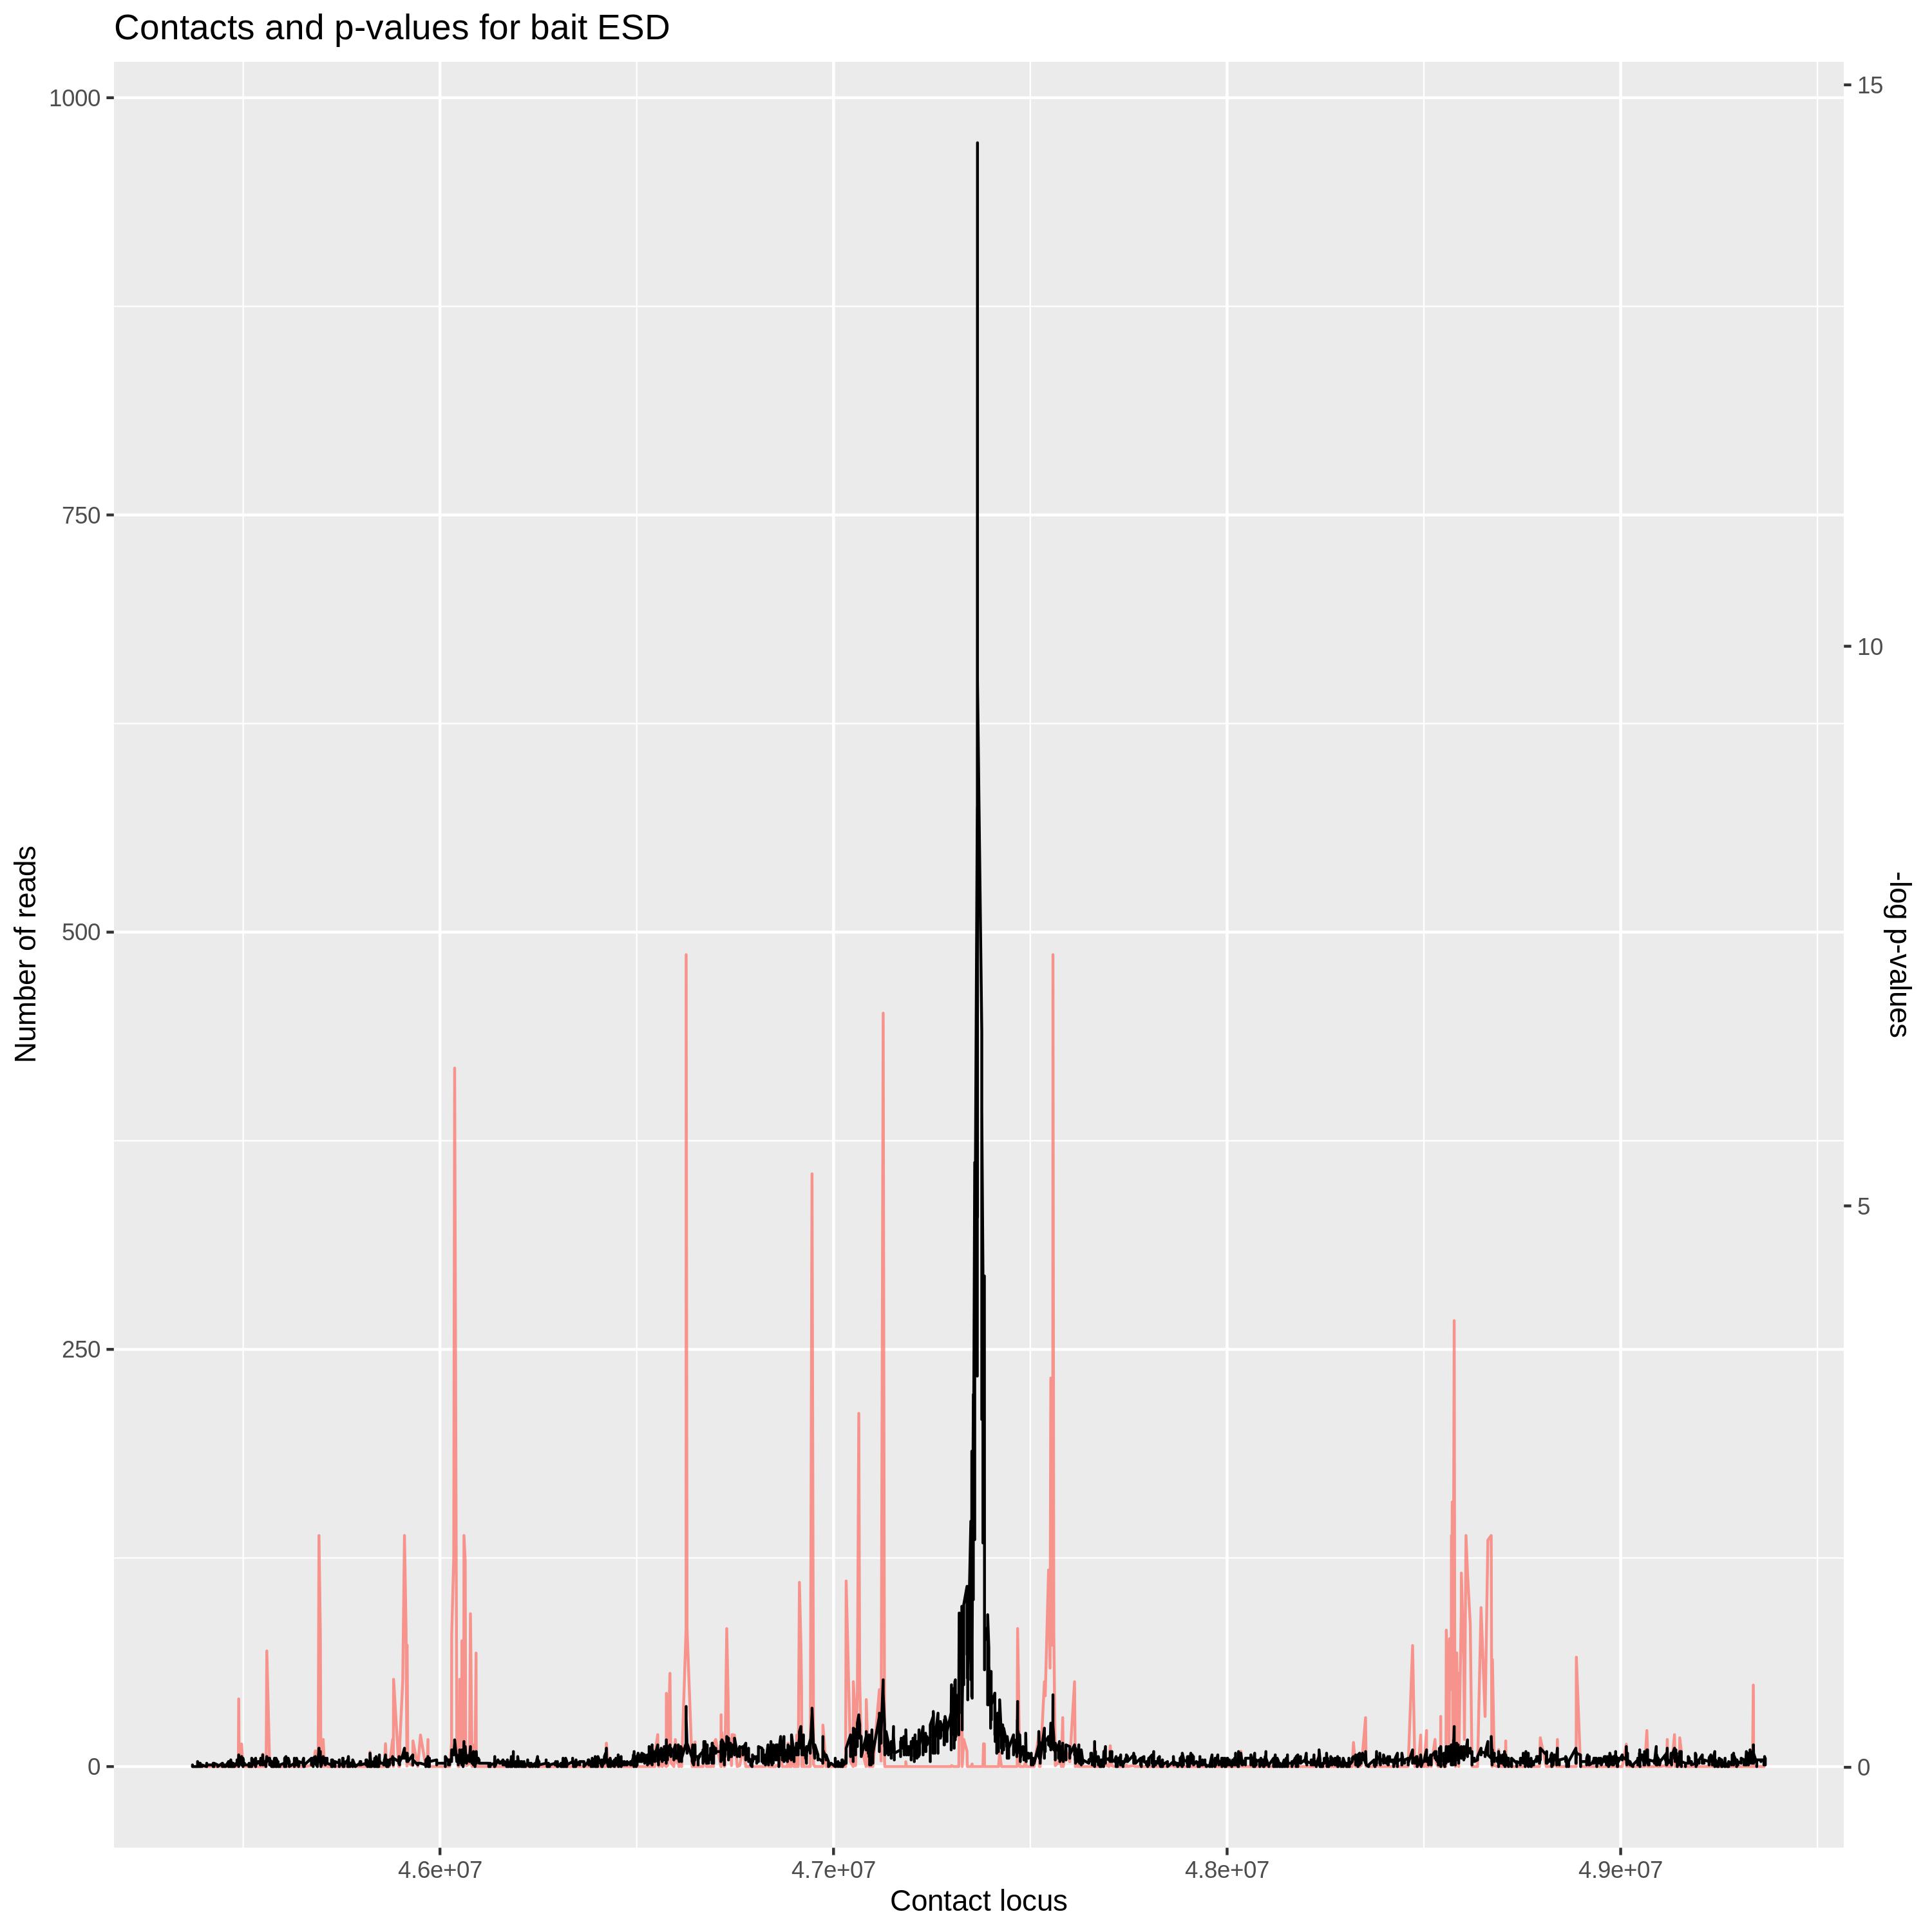 Contacts and p-values for bait ESD
1000
750
500
250
0
Number of reads
15
10
5
0
-log p-values
4.6e+07
4.7e+07
4.8e+07
4.9e+07
Contact locus